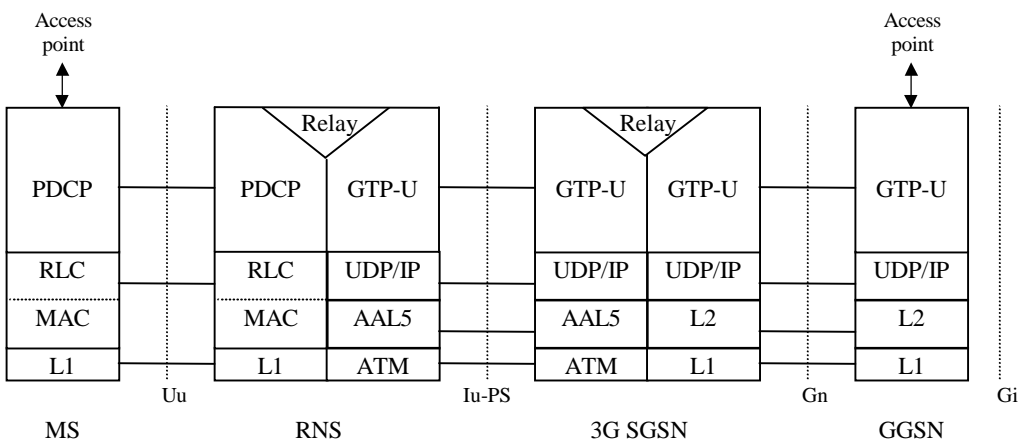 Access
point
Access
point
Relay
Relay
PDCP
PDCP
GTP-U
GTP-U
GTP-U
GTP-U
RLC
RLC
UDP/IP
UDP/IP
UDP/IP
UDP/IP
MAC
MAC
AAL5
AAL5
L2
L2
L1
L1
ATM
ATM
L1
L1
Uu
Iu-PS
Gn
Gi
MS
RNS
3G SGSN
GGSN